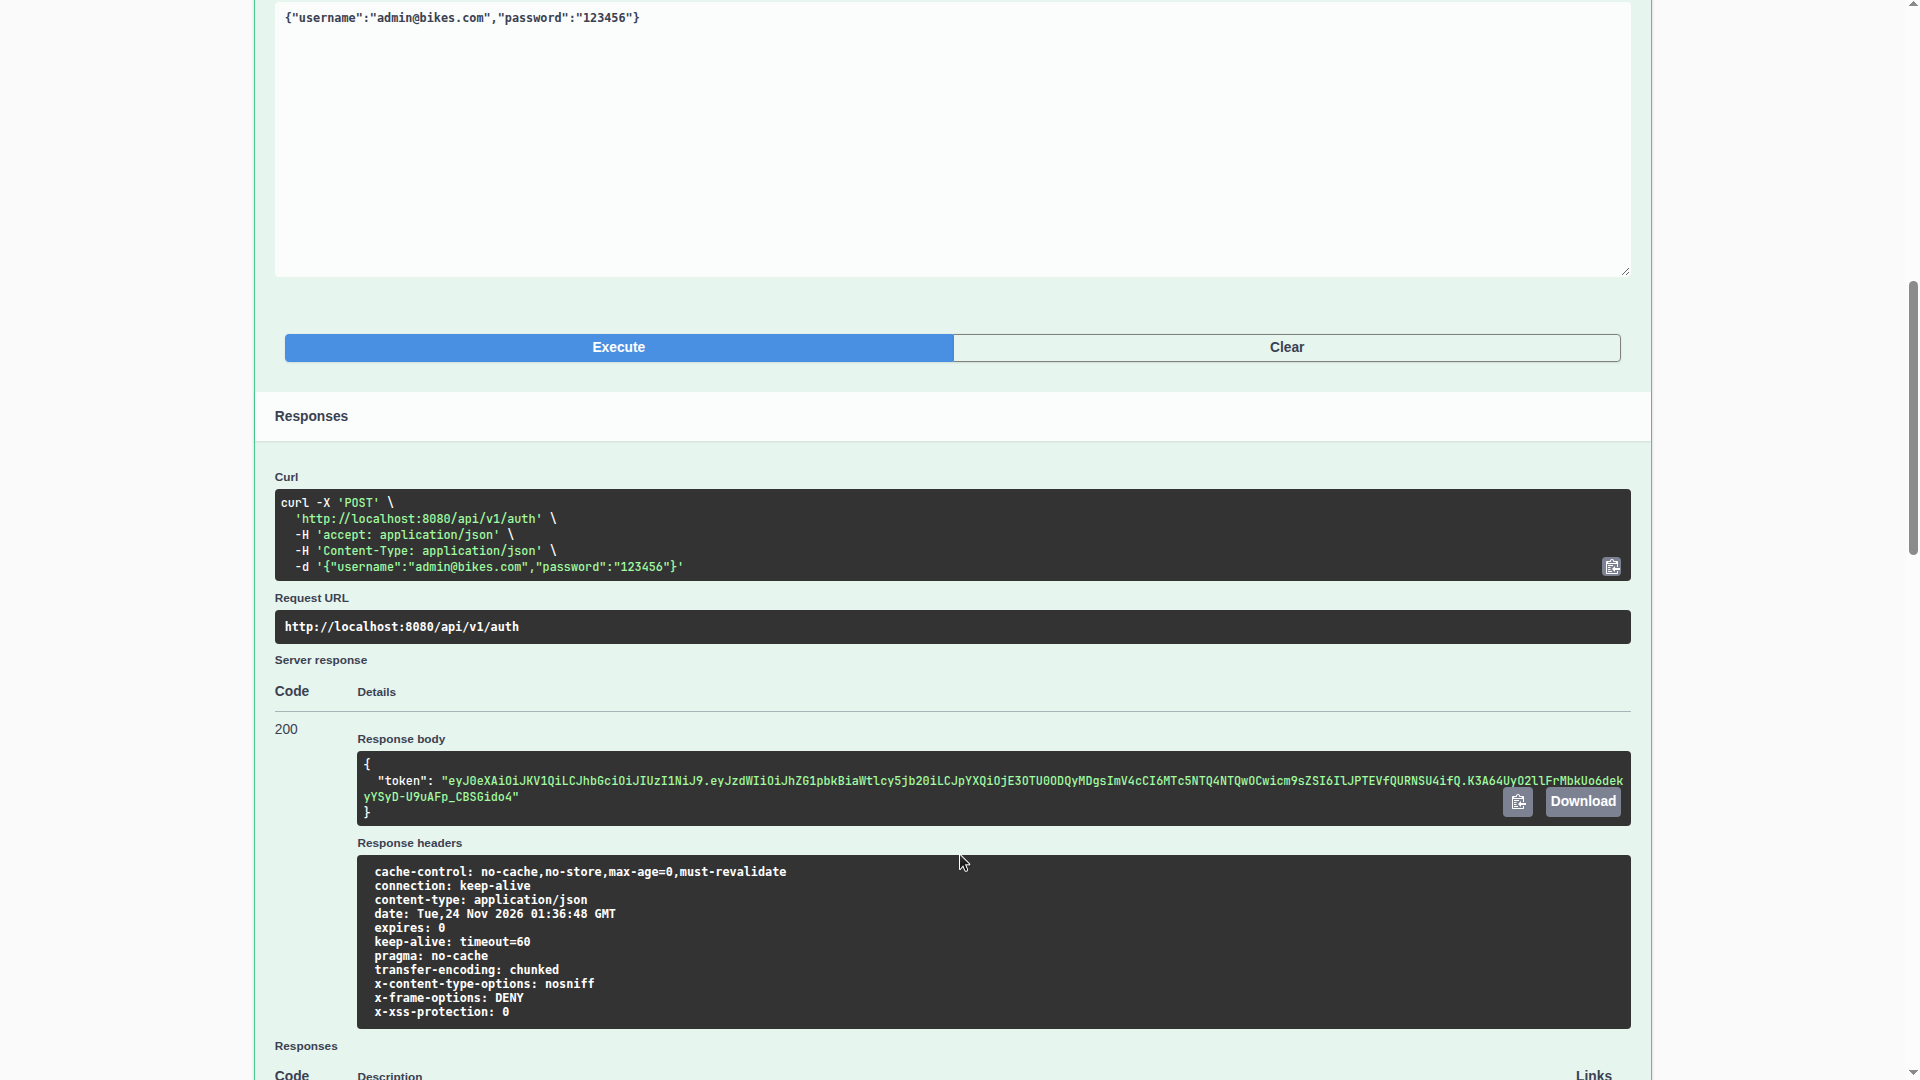 {"username":"admin@bikes.com","password":"123456"}
Execute
Clear
Responses
Curl
curl -X 'POST' \
'http://localhost:8080/api/v1/auth' \
-H 'accept: application/json' \
-H 'Content-Type: application/json' \
-d '{"username":"admin@bikes.com","password":"123456"}'
Request URL
http://localhost:8080/api/v1/auth
Server response
Code
Details
200
Response body
{
"token": "eyJ0eXAiOiJKV1QiLCJhbGciOiJIUzI1NiJ9.eyJzdWIiOiJhZG1pbkBiaWtlcy5jb20iLCJpYXQiOjE3OTU0ODQyMDgsImV4cCI6MTc5NTQ4NTQwOCwicm9sZSI6IlJPTEVfQURNSU4ifQ.K3A64UyO2llFrMbkUo6dek
yYSyD-U9uAFp_CBSGido4"
}
Download
Response headers
cache-control: no-cache,no-store,max-age=0,must-revalidate
connection: keep-alive
content-type: application/json
date: Tue,24 Nov 2026 01:36:48 GMT
expires: 0
keep-alive: timeout=60
pragma: no-cache
transfer-encoding: chunked
x-content-type-options: nosniff
x-frame-options: DENY
x-xss-protection: 0
Responses
Code
Description
Links